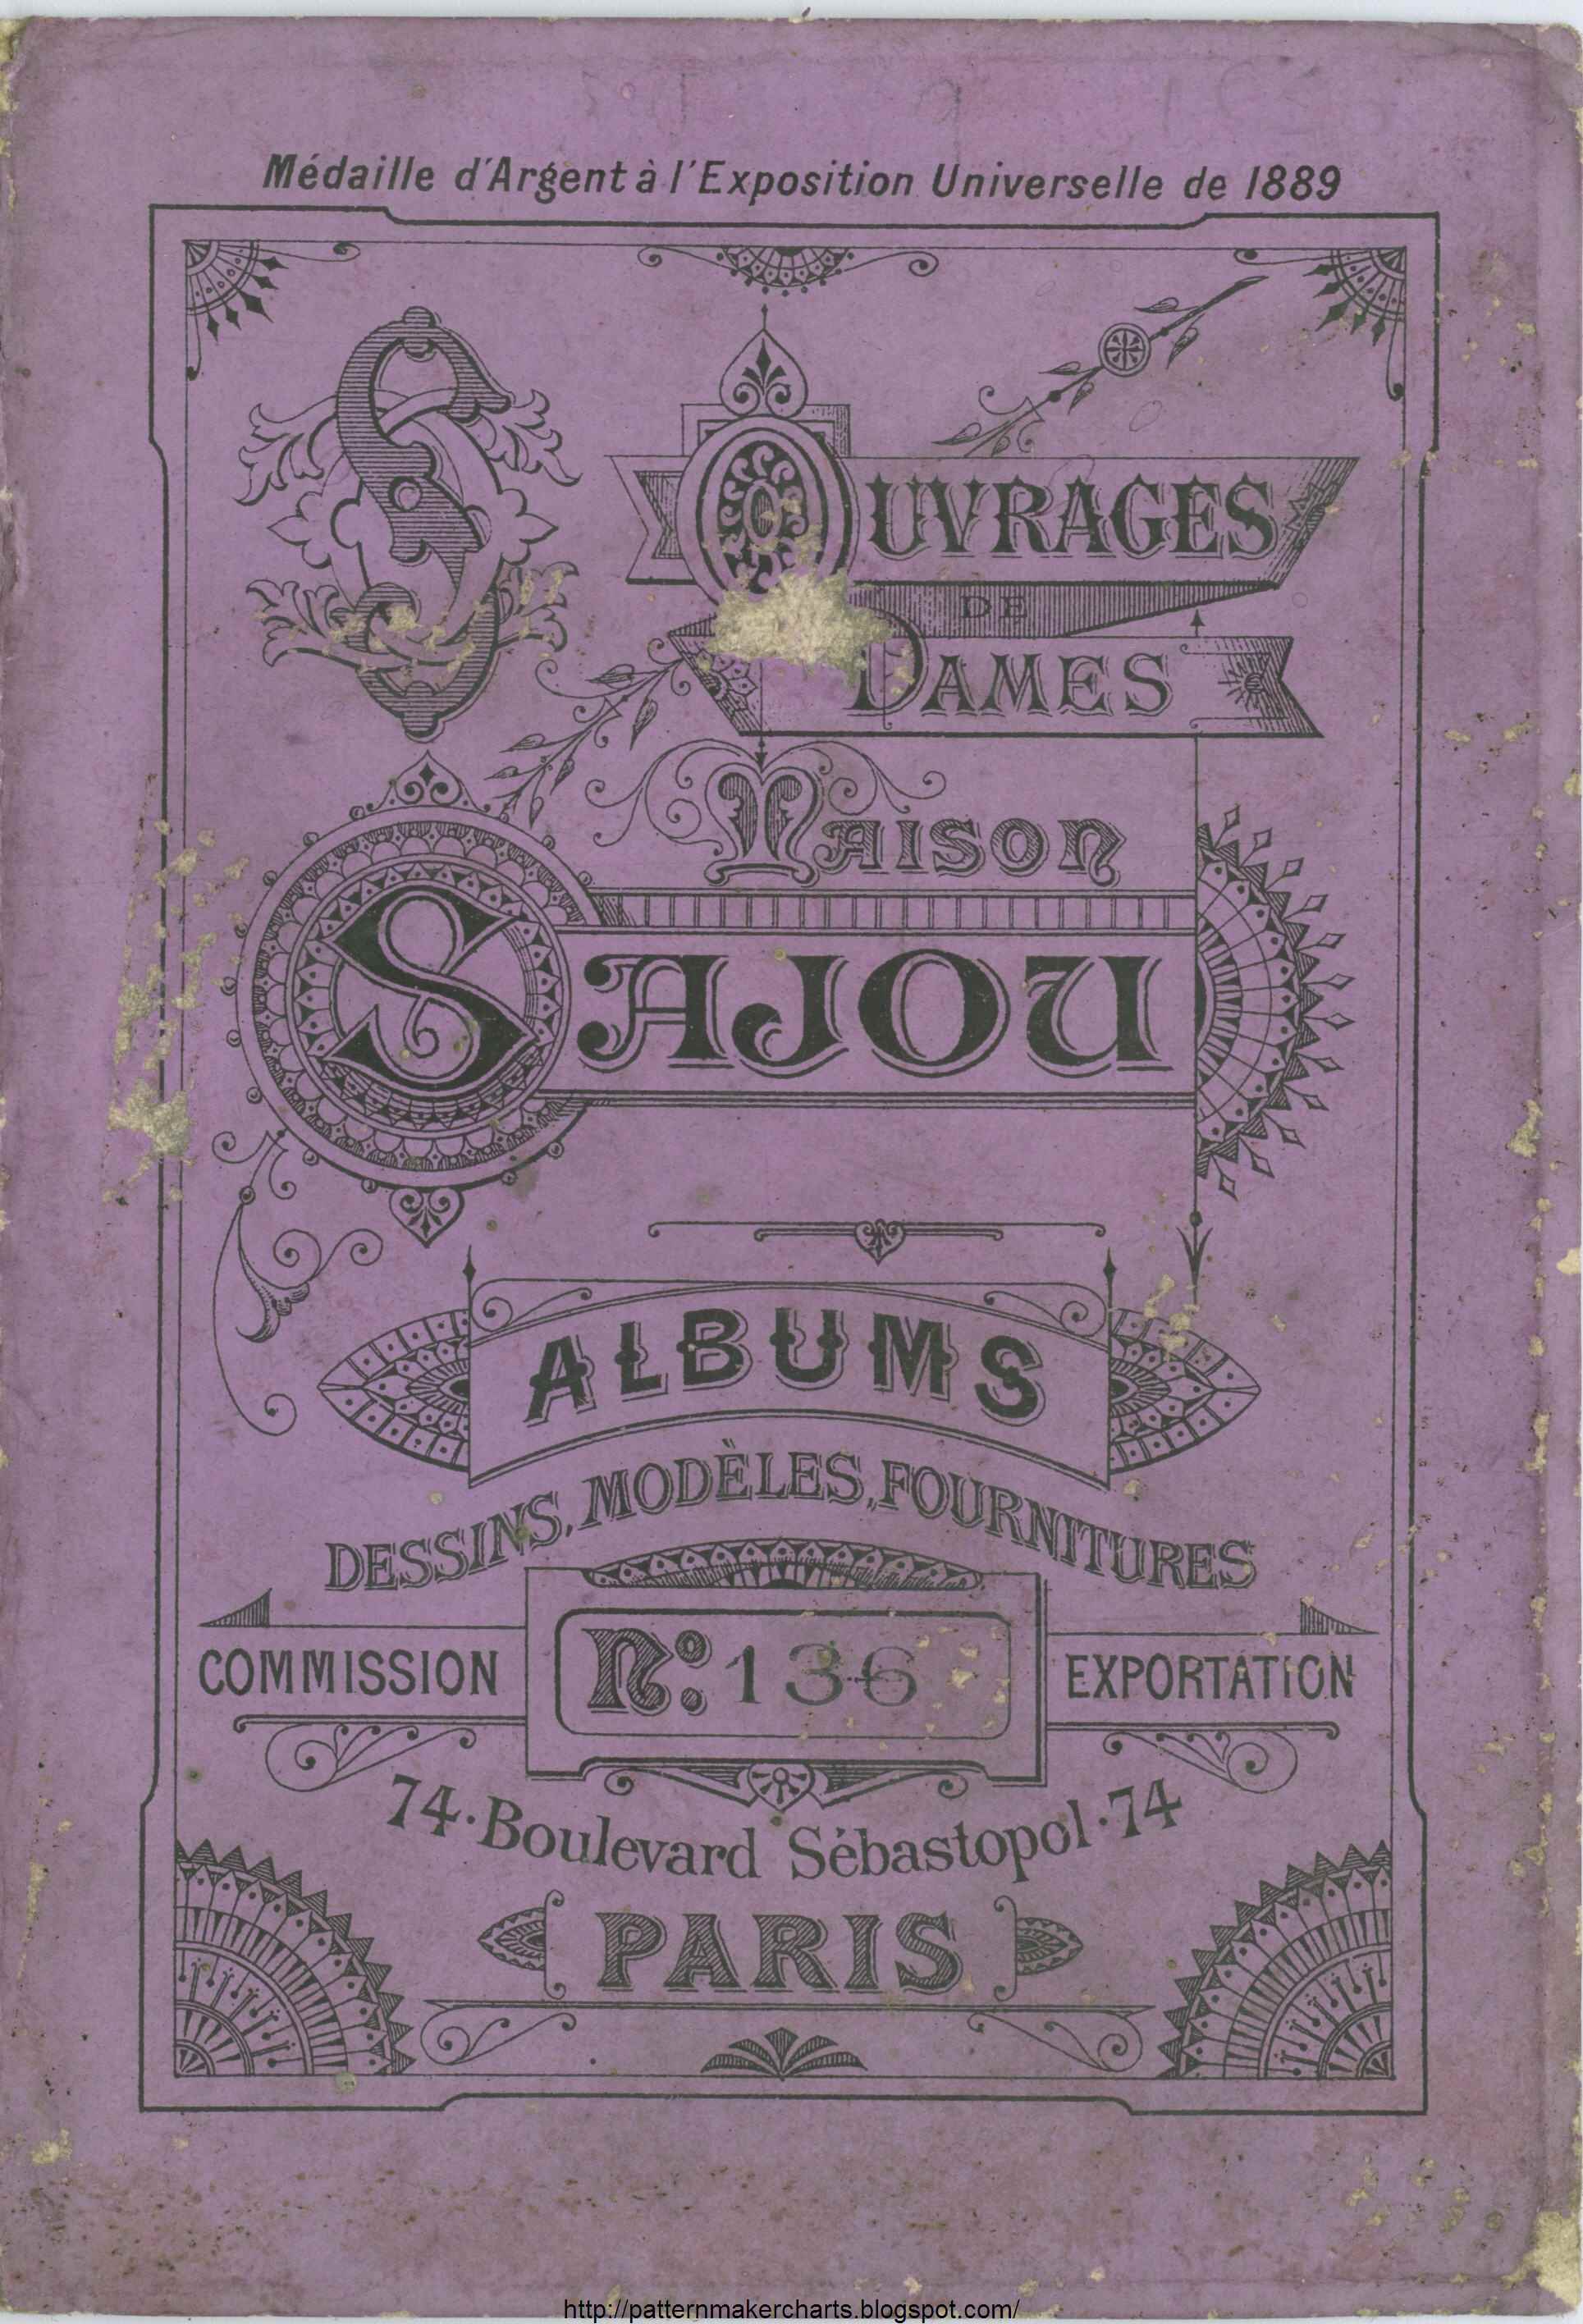 Médaille d'Argent à l'Exposition Universelle de 1889
OUVRAGES
DE
DAMES
MAISON
SAJOU
ALBUMS
DESSINS, MODÈLES, FOURNITURES
COMMISSION
No: 136
EXPORTATION
74·Boulevard Sébastopol·74
PARIS
http://patternmakercharts.blogspot.com/